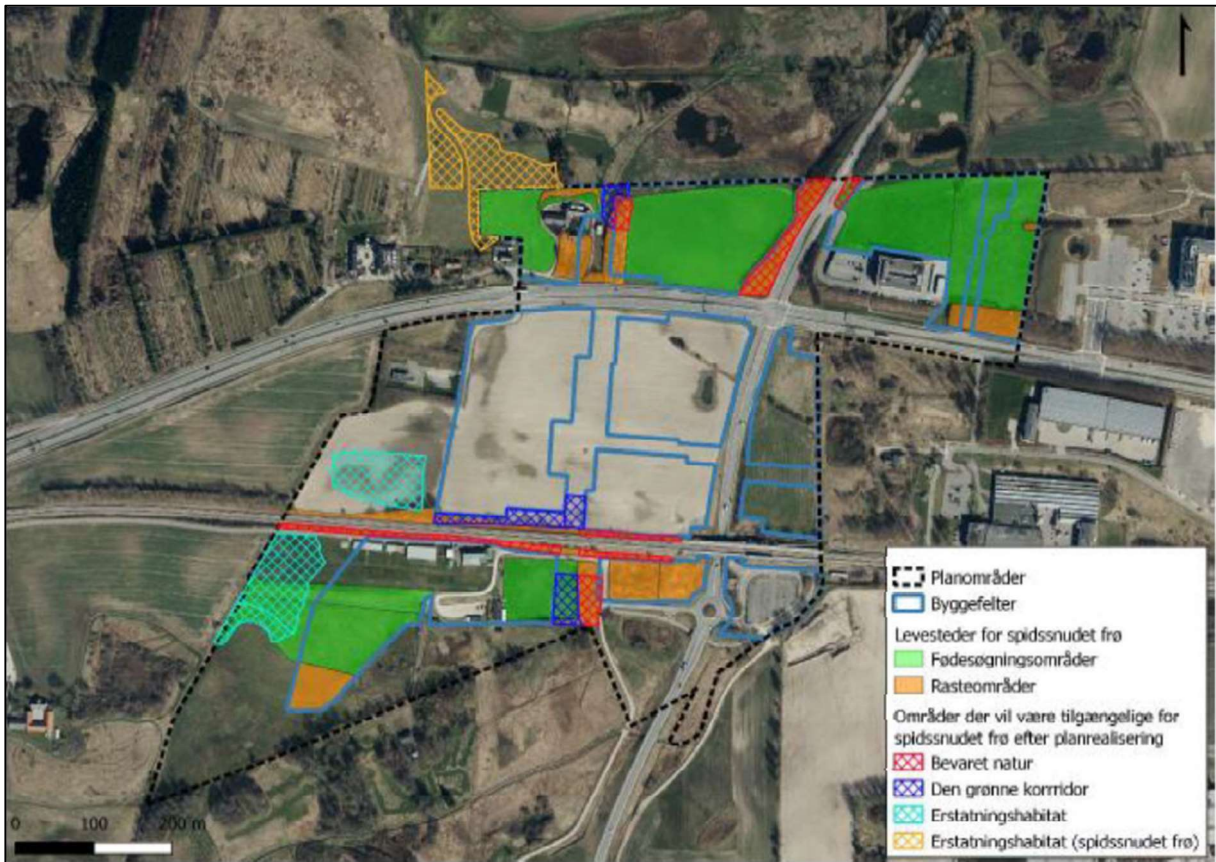 Planområder
Byggefelter
Levesteder for spidssnudet frø
Fødesøgningsområder
Rasteområder
Områder der vil være tilgængelige for
spidssnudet frø efter planrealisering
Bevaret natur
Den grønne korrridor
Erstatningshabitat
Erstatningshabitat (spidssnudet frø)
0 100 200 m